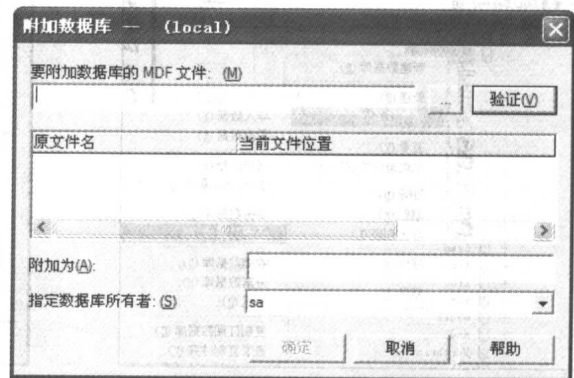 附加数据库 — (local)
要附加数据库的 MDF 文件: (M)
... 验证(V)
原文件名 当前文件位置
附加为(A):
指定数据库所有者: (S) sa
确定 取消 帮助